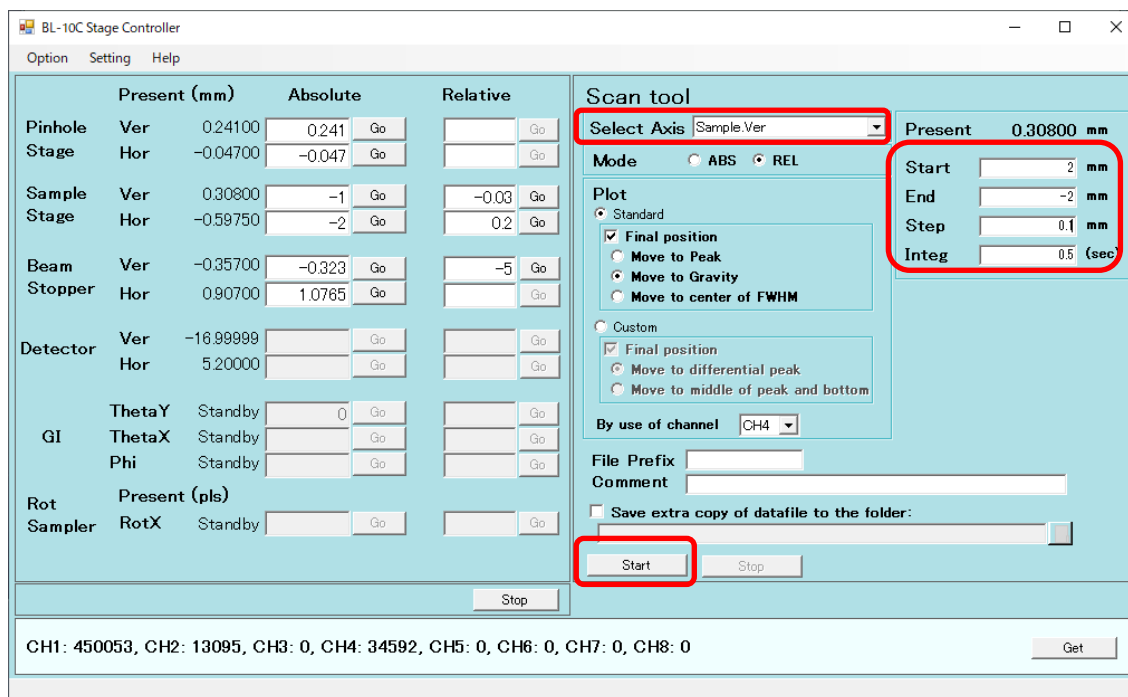 BL-10C Stage Controller
Option Setting Help
Present (mm) Absolute Relative
Pinhole Stage
Ver 0.24100 0.241 Go Go
Hor -0.04700 -0.047 Go Go
Sample Stage
Ver 0.30800 -1 Go -0.03 Go
Hor -0.59750 -2 Go 0.2 Go
Beam Stopper
Ver -0.35700 -0.323 Go -5 Go
Hor 0.90700 1.0765 Go Go
Detector
Ver -16.99999 Go Go
Hor 5.20000 Go Go
GI
ThetaY Standby 0 Go Go
ThetaX Standby Go Go
Phi Standby Go Go
Rot Sampler
Present (pls)
RotX Standby Go Go
Stop
Scan tool
Select Axis Sample.Ver
Mode ABS REL
Plot
Standard
Final position
Move to Peak
Move to Gravity
Move to center of FWHM
Custom
Final position
Move to differential peak
Move to middle of peak and bottom
By use of channel CH4
File Prefix
Comment
Save extra copy of datafile to the folder:
Start Stop
Present 0.30800 mm
Start 2 mm
End -2 mm
Step 0.1 mm
Integ 0.5 (sec)
CH1: 450053, CH2: 13095, CH3: 0, CH4: 34592, CH5: 0, CH6: 0, CH7: 0, CH8: 0
Get